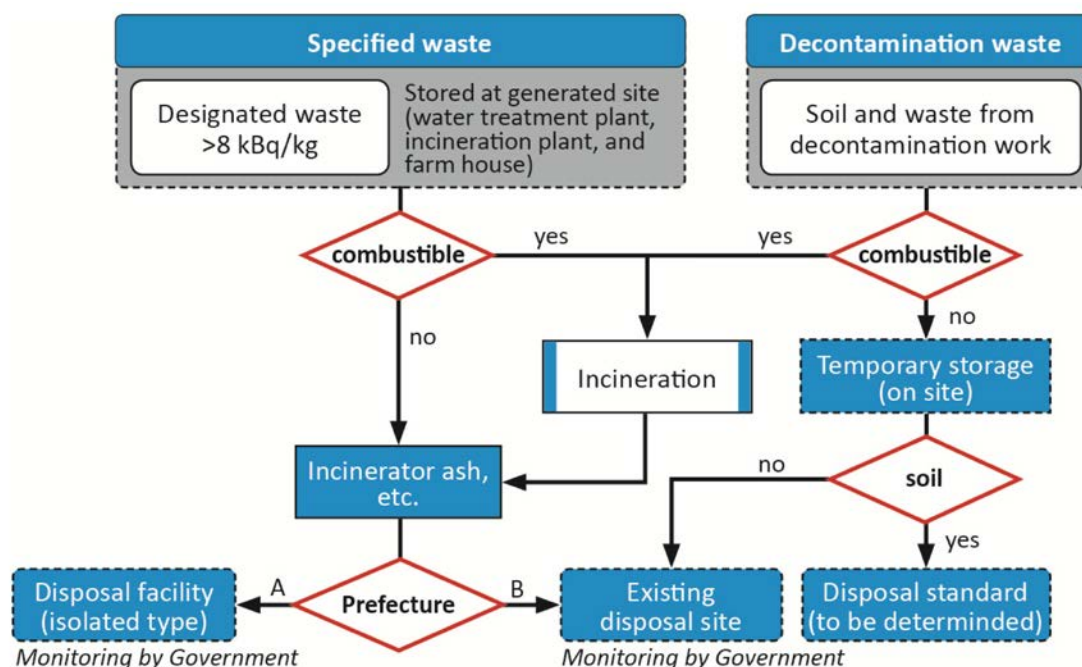 Specified waste
Decontamination waste
Designated waste
>8 kBq/kg
Stored at generated site
(water treatment plant,
incineration plant, and
farm house)
Soil and waste from
decontamination work
combustible
yes
yes
combustible
no
no
Incineration
Temporary storage
(on site)
Incinerator ash,
etc.
no
soil
yes
Disposal facility
(isolated type)
A
Prefecture
B
Existing
disposal site
Disposal standard
(to be determinded)
Monitoring by Government
Monitoring by Government